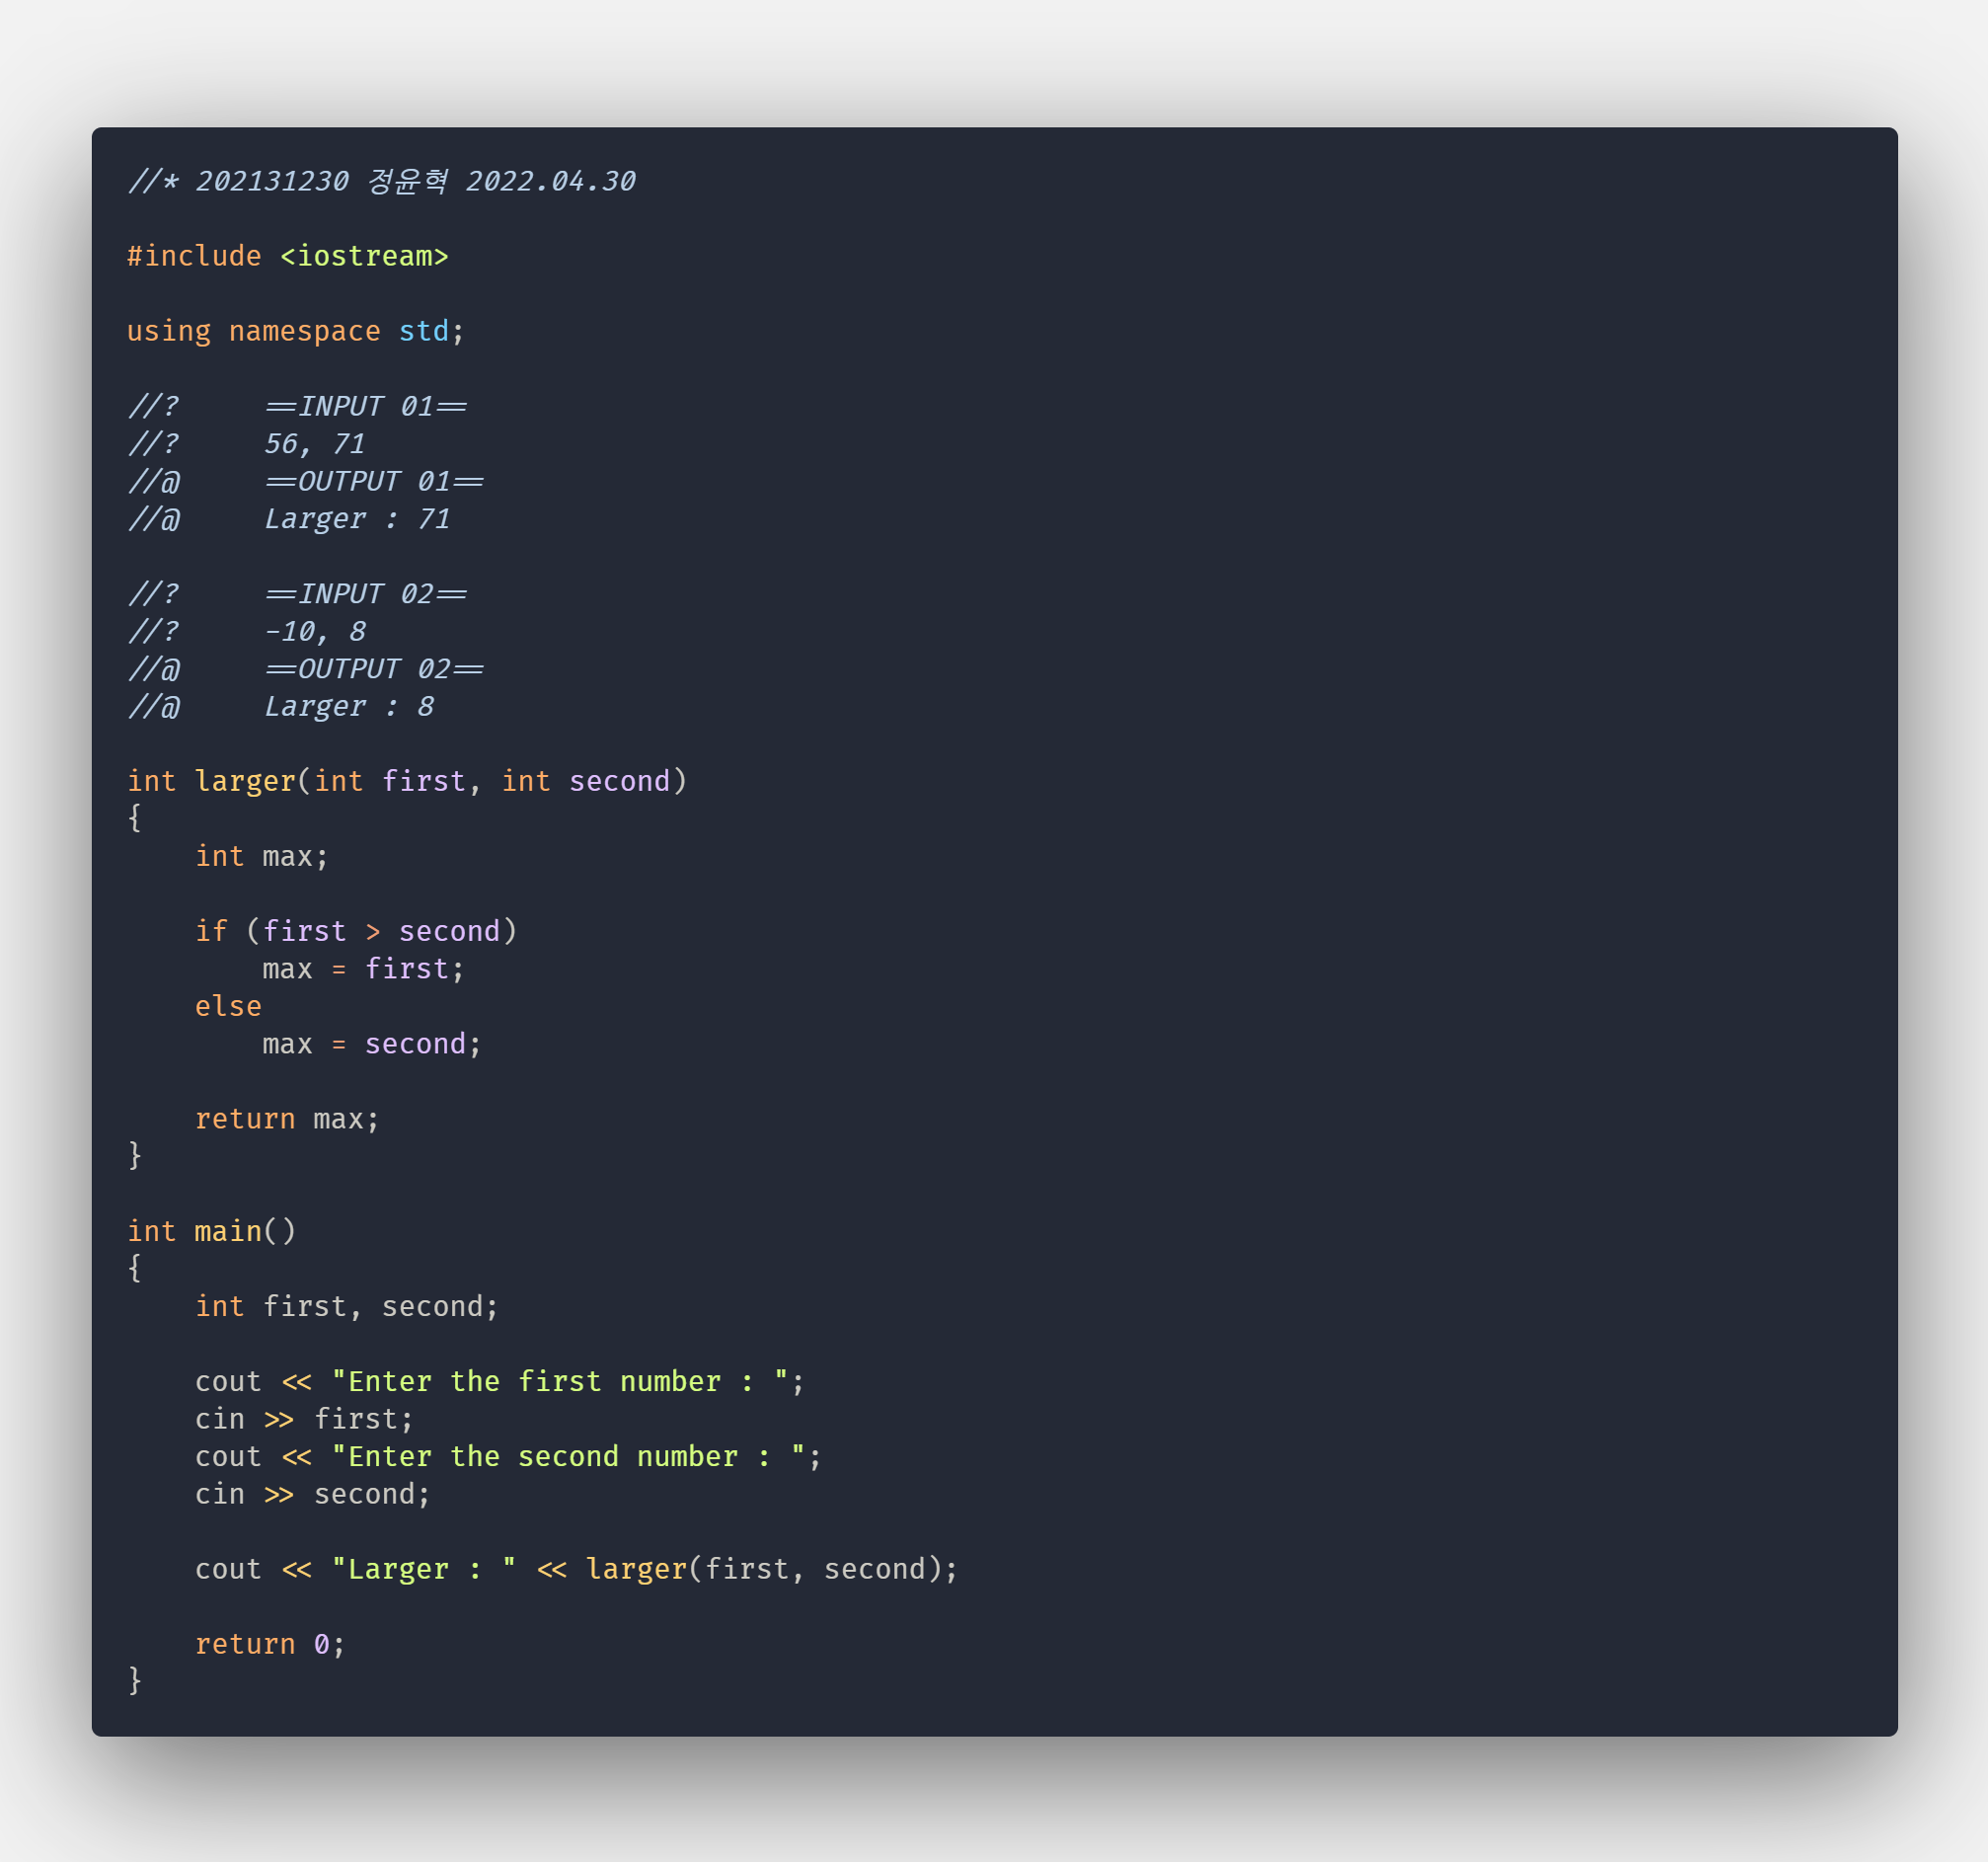 //* 202131230 정윤혁 2022.04.30
#include <iostream>
using namespace std;
//?     ==INPUT 01==
//?     56, 71
//@     ==OUTPUT 01==
//@     Larger : 71
//?     ==INPUT 02==
//?     -10, 8
//@     ==OUTPUT 02==
//@     Larger : 8
int larger(int first, int second)
{
    int max;
    if (first > second)
        max = first;
    else
        max = second;
    return max;
}
int main()
{
    int first, second;
    cout << "Enter the first number : ";
    cin >> first;
    cout << "Enter the second number : ";
    cin >> second;
    cout << "Larger : " << larger(first, second);
    return 0;
}